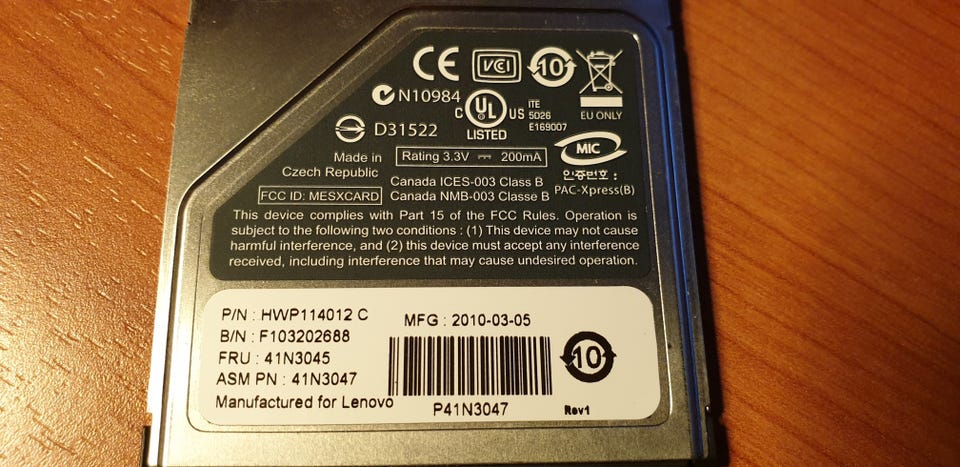 CE VCI 10
N10984 C UL US ITE
5D26
E169007
LISTED
EU ONLY
D31522
MIC
Made in
Czech Republic
Rating 3.3V ⎓ 200mA
인증번호 :
PAC-Xpress(B)
FCC ID: MESXCARD
Canada ICES-003 Class B
Canada NMB-003 Classe B
This device complies with Part 15 of the FCC Rules. Operation is
subject to the following two conditions : (1) This device may not cause
harmful interference, and (2) this device must accept any interference
received, including interference that may cause undesired operation.
P/N : HWP114012 C
B/N : F103202688
FRU : 41N3045
ASM PN : 41N3047
Manufactured for Lenovo
MFG : 2010-03-05
P41N3047
10
Rev1